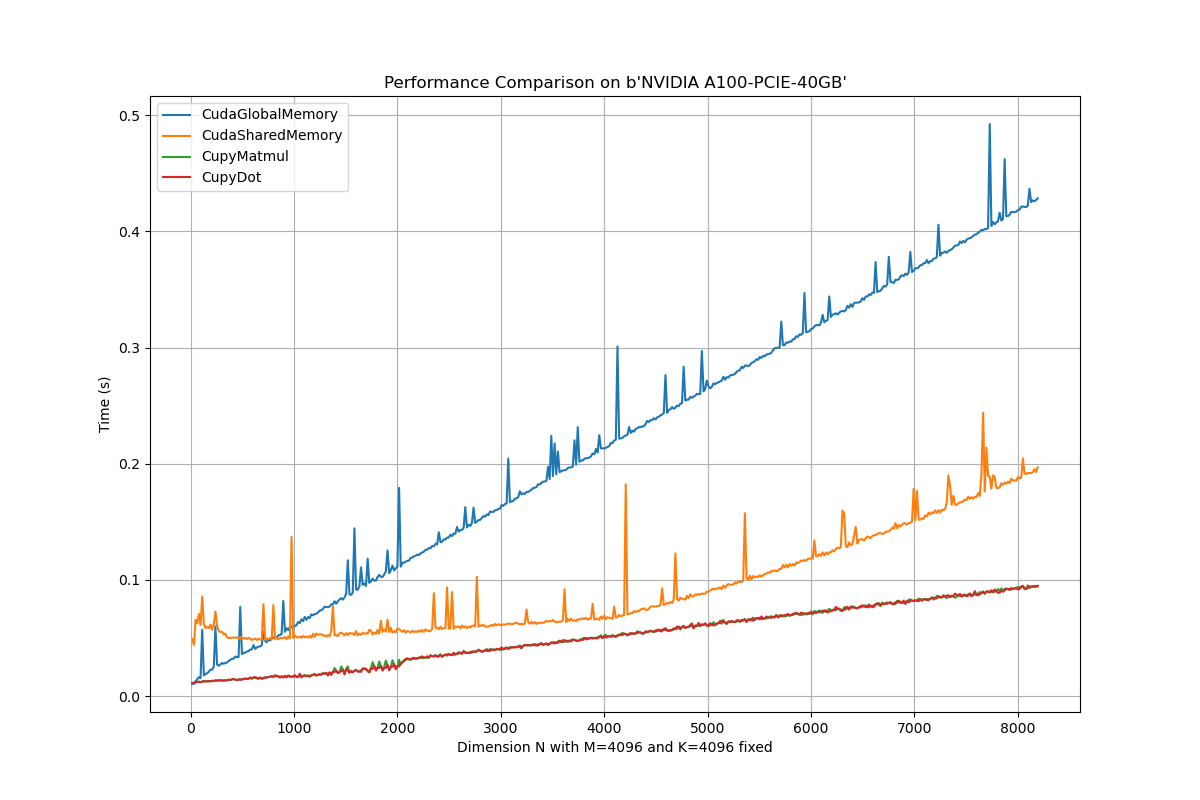 Performance Comparison on b'NVIDIA A100-PCIE-40GB'
CudaGlobalMemory
CudaSharedMemory
CupyMatmul
CupyDot
0.5
0.4
0.3
0.2
0.1
0.0
Time (s)
0 1000 2000 3000 4000 5000 6000 7000 8000
Dimension N with M=4096 and K=4096 fixed